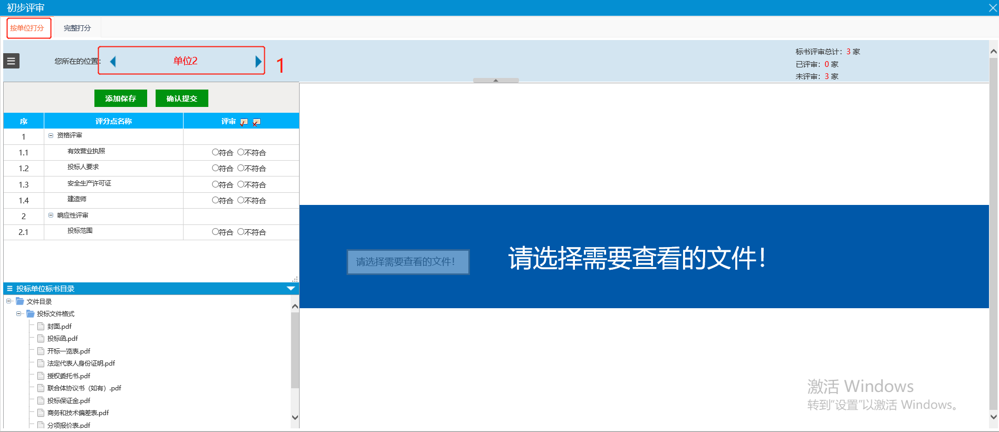 初步评审
按单位打分 完整打分
您所在的位置: 单位2 1
标书评审总计：3 家
已评审：0 家
未评审：3 家
添加保存 确认提交
序 评分点名称 评审
1 资格评审
1.1 有效营业执照 符合 不符合
1.2 投标人要求 符合 不符合
1.3 安全生产许可证 符合 不符合
1.4 建造师 符合 不符合
2 响应性评审
2.1 投标范围 符合 不符合
请选择需要查看的文件！
请选择需要查看的文件！
投标单位标书目录
文件目录
投标文件格式
封面.pdf
投标函.pdf
开标一览表.pdf
法定代表人身份证明.pdf
授权委托书.pdf
联合体协议书（如有）.pdf
投标保证金.pdf
商务和技术偏差表.pdf
分项报价表.pdf
激活 Windows
转到“设置”以激活 Windows。